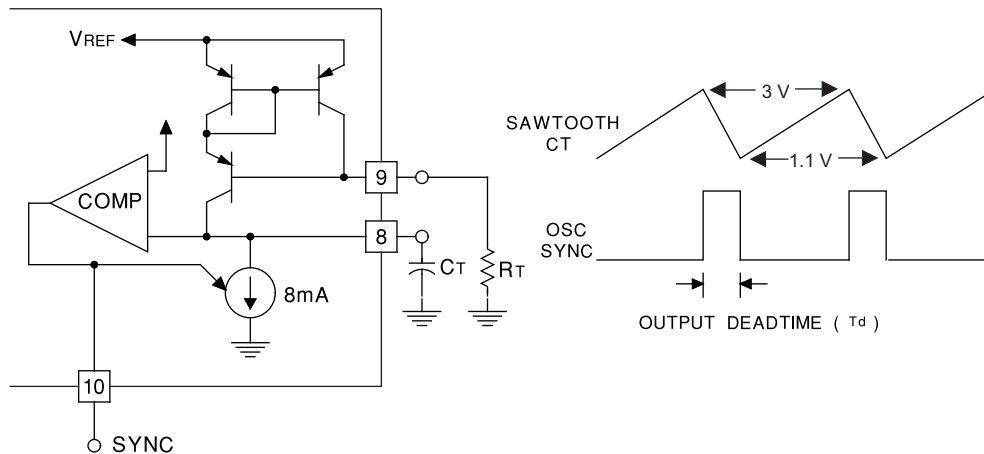 VREF
COMP
9
8
CT
RT
8mA
10
SYNC
SAWTOOTH
CT
3 V
1.1 V
OSC
SYNC
OUTPUT DEADTIME ( Td )